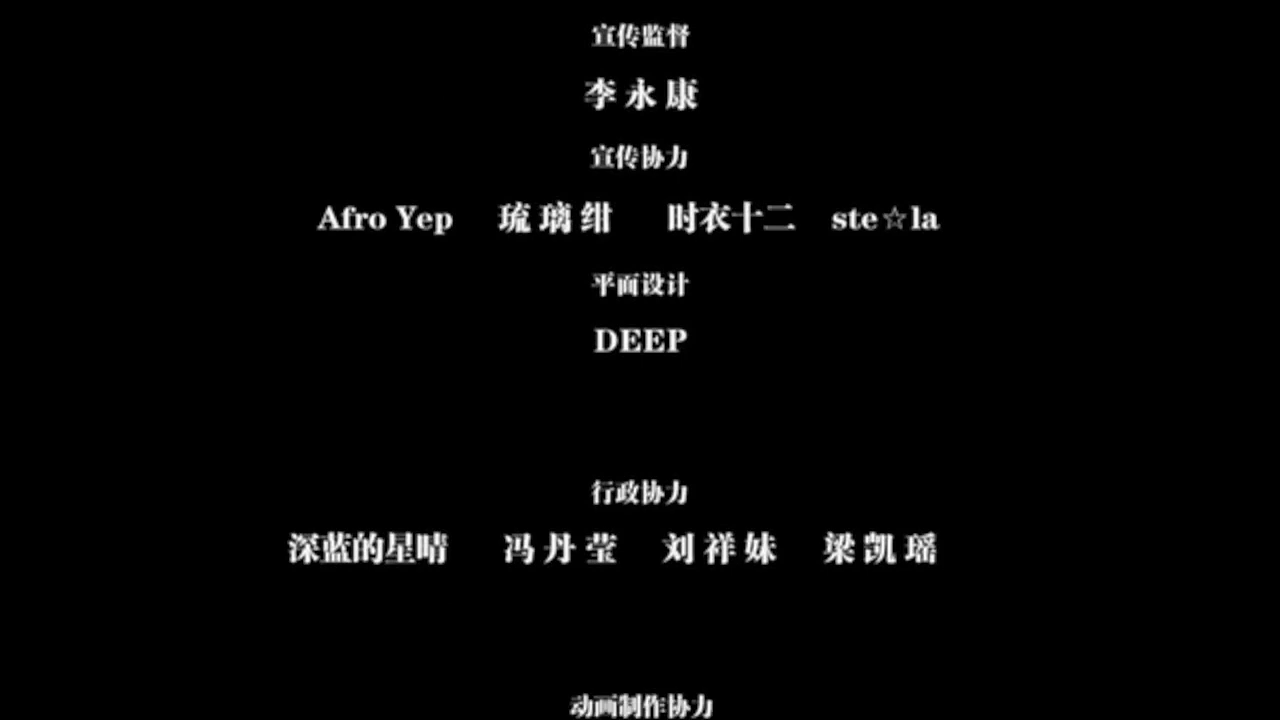 宣传监督
李永康
宣传协力
Afro Yep 琉璃绀 时衣十二 ste☆la
平面设计
DEEP
行政协力
深蓝的星晴 冯丹莹 刘祥妹 梁凯瑶
动画制作协力